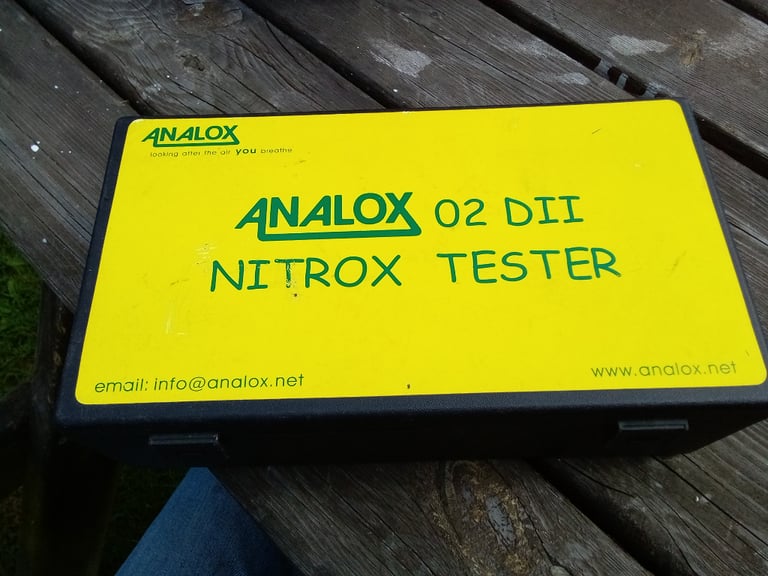 ANALOX
looking after the air you breathe
ANALOX 02 DII
NITROX TESTER
email: info@analox.net
www.analox.net